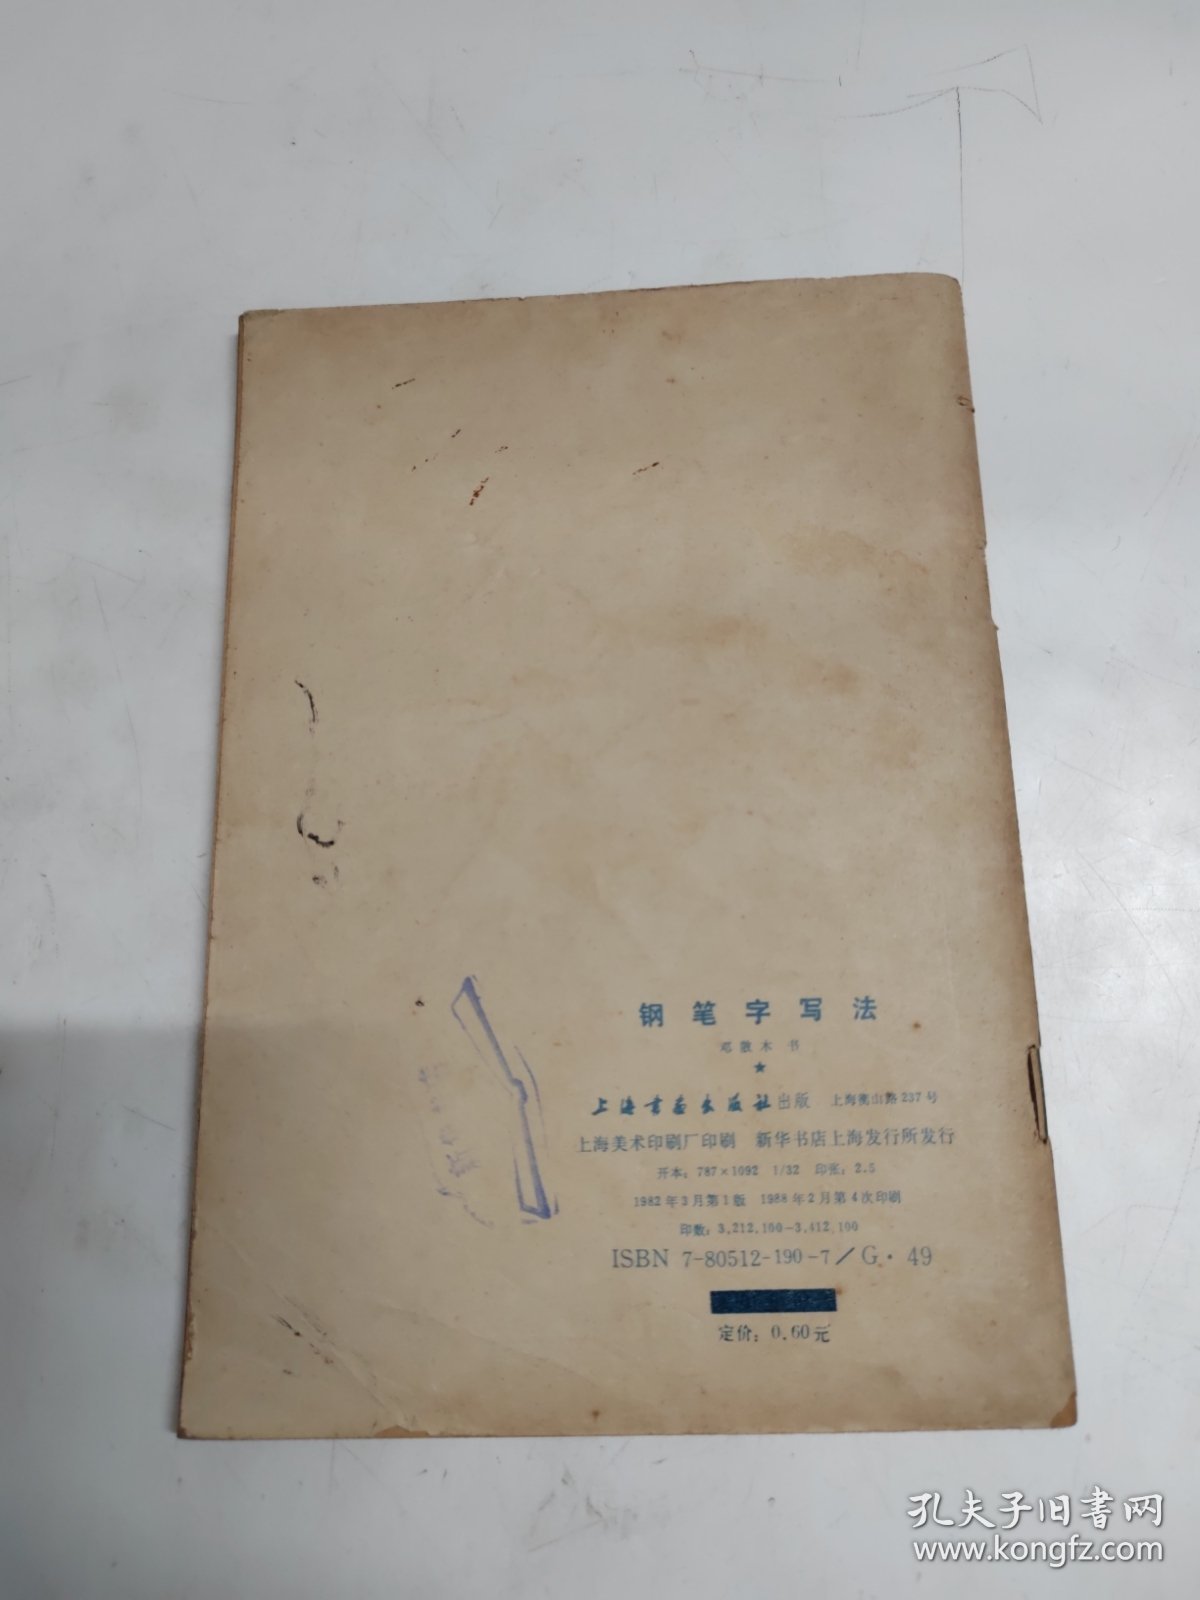 钢笔字写法
邓散木 书
★
上海书画出版社出版 上海衡山路237号
上海美术印刷厂印刷 新华书店上海发行所发行
开本：787×1092 1/32 印张：2.5
1982年3月第1版 1988年2月第4次印刷
印数：3,212,100-3,412,100
ISBN 7-80512-190-7/G·49
定价：0.60元
孔夫子旧书网
www.kongfz.com